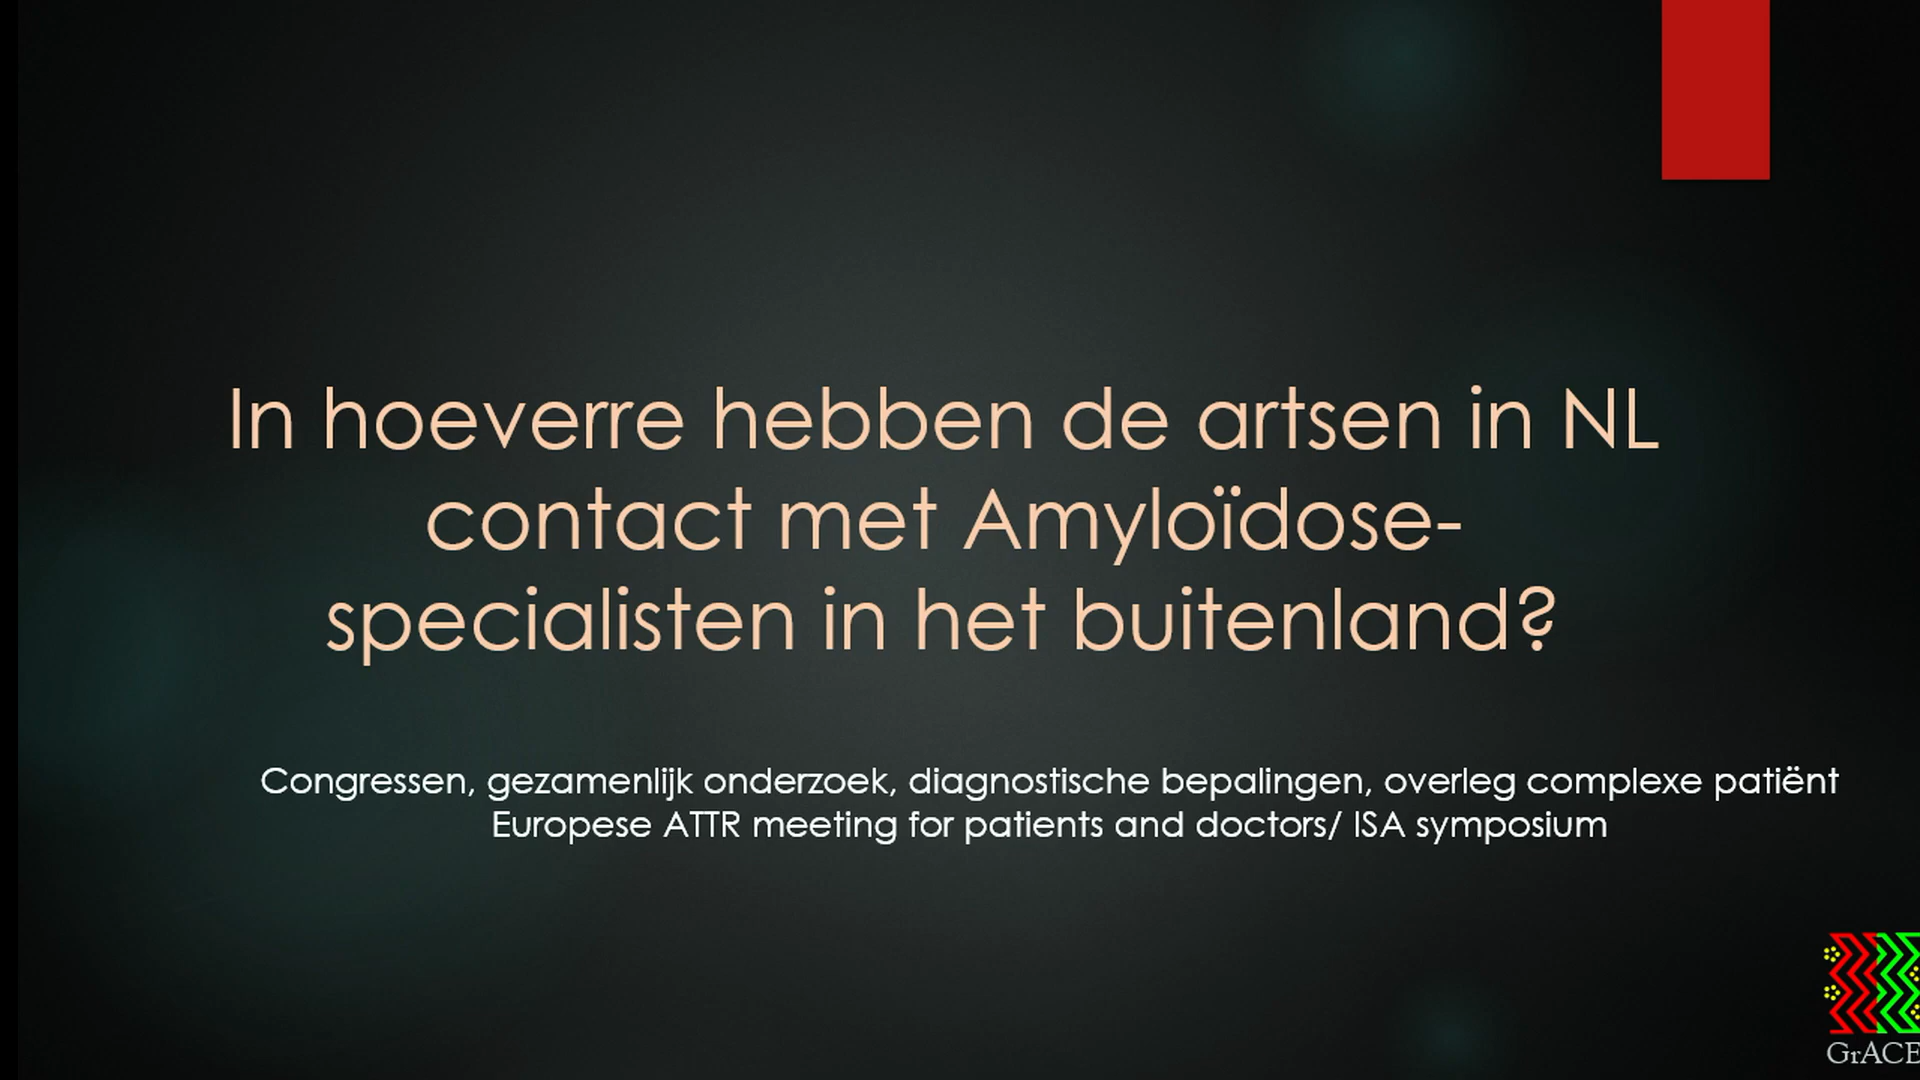 In hoeverre hebben de artsen in NL
contact met Amyloïdose-
specialisten in het buitenland?
Congressen, gezamenlijk onderzoek, diagnostische bepalingen, overleg complexe patiënt
Europese ATTR meeting for patients and doctors/ ISA symposium
GrACE